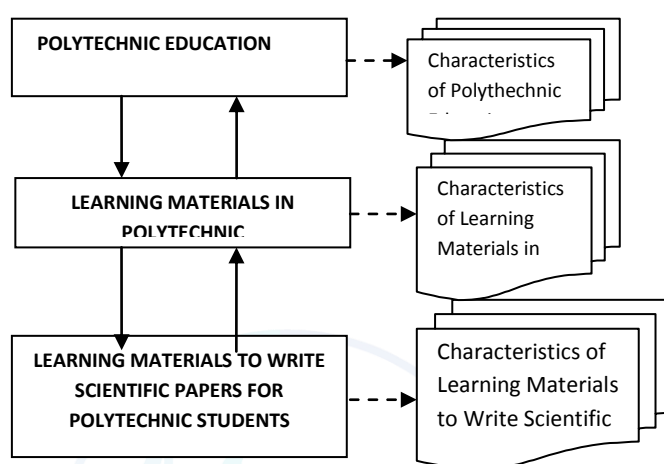 POLYTECHNIC EDUCATION
Characteristics
of Polythechnic
LEARNING MATERIALS IN
POLYTECHNIC
Characteristics
of Learning
Materials in
LEARNING MATERIALS TO WRITE
SCIENTIFIC PAPERS FOR
POLYTECHNIC STUDENTS
Characteristics of
Learning Materials
to Write Scientific